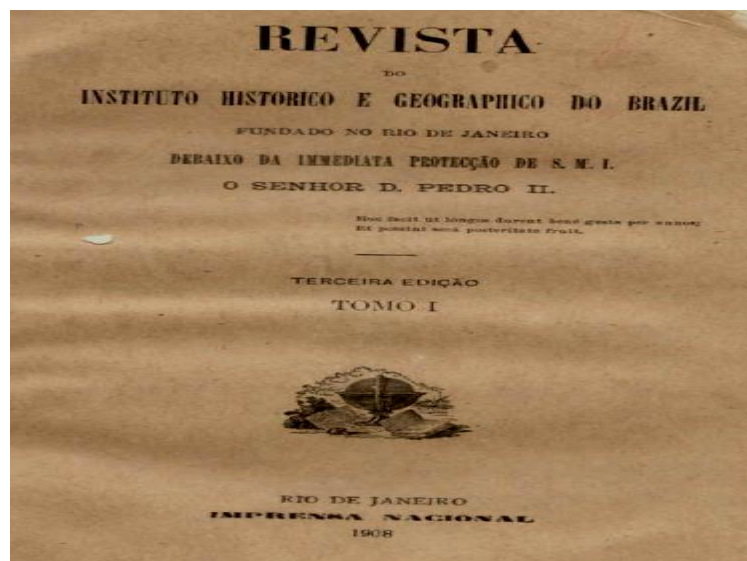 REVISTA
DO
INSTITUTO HISTORICO E GEOGRAPHICO DO BRAZIL
FUNDADO NO RIO DE JANEIRO
DEBAIXO DA IMMEDIATA PROTECÇÃO DE S. M. I.
O SENHOR D. PEDRO II.
Hoc facit ut longos durent bené gesta per annos;
Et possint serâ posteritate frui.
TERCEIRA EDIÇÃO
TOMO I
RIO DE JANEIRO
IMPRENSA NACIONAL
1908